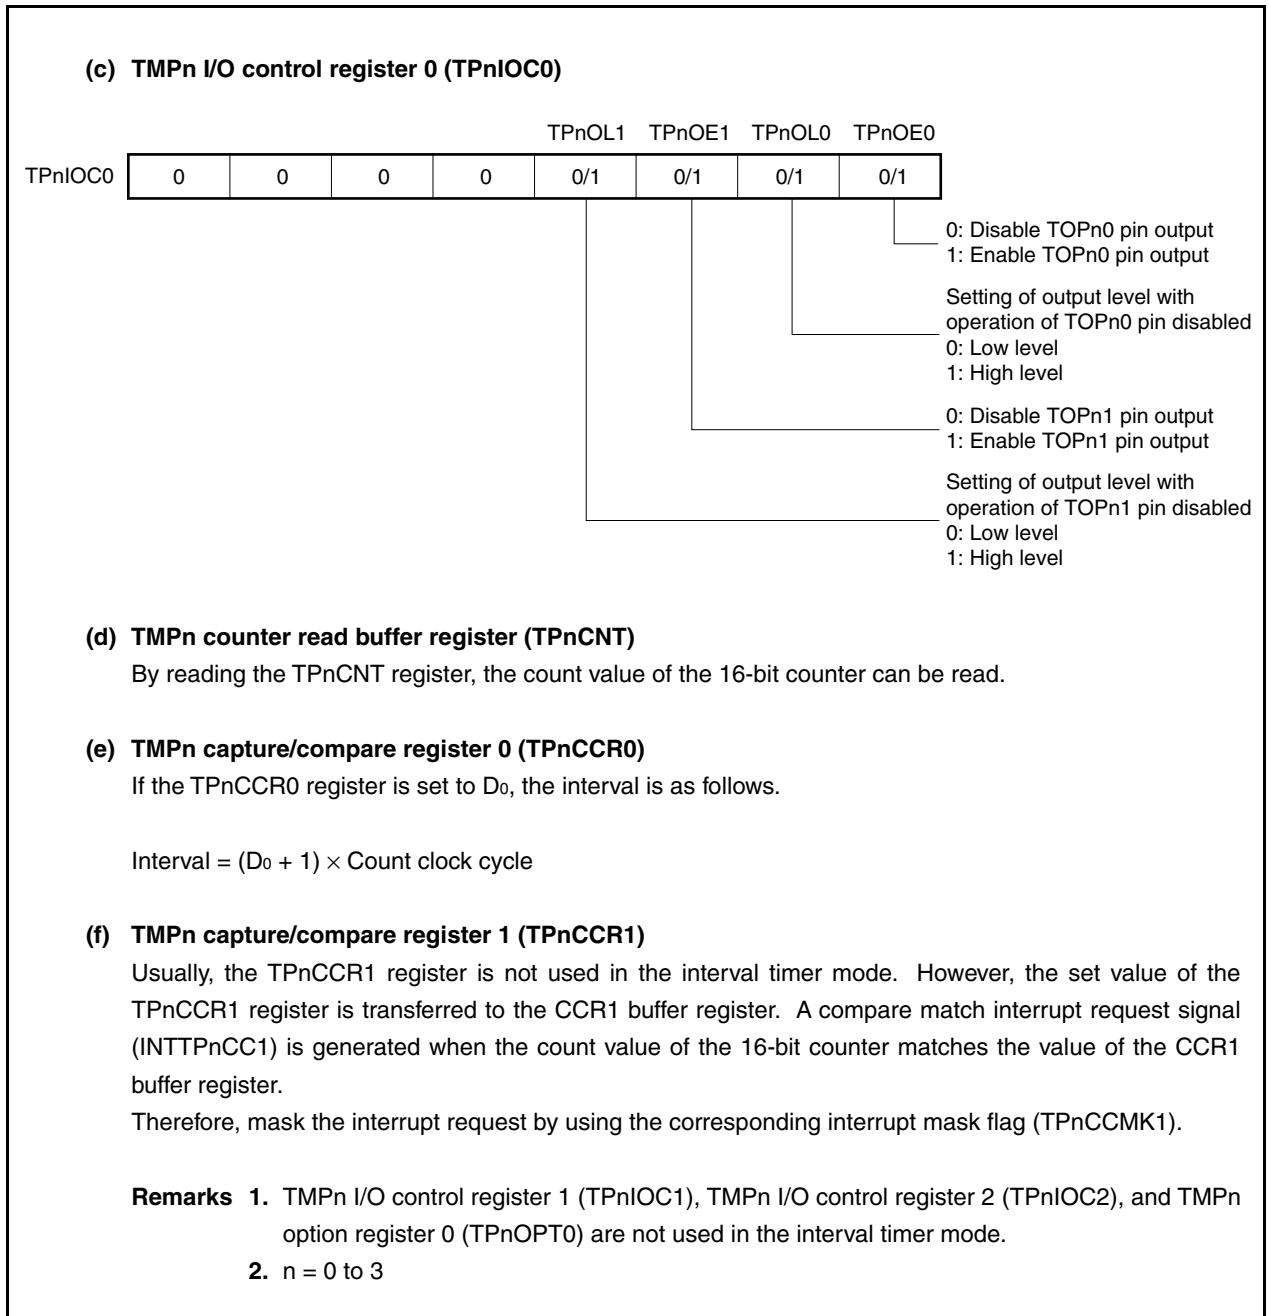 (c) TMPn I/O control register 0 (TPnIOC0)
TPnOL1 TPnOE1 TPnOL0 TPnOE0
TPnIOC0 0 0 0 0 0/1 0/1 0/1 0/1
0: Disable TOPn0 pin output
1: Enable TOPn0 pin output
Setting of output level with
operation of TOPn0 pin disabled
0: Low level
1: High level
0: Disable TOPn1 pin output
1: Enable TOPn1 pin output
Setting of output level with
operation of TOPn1 pin disabled
0: Low level
1: High level
(d) TMPn counter read buffer register (TPnCNT)
By reading the TPnCNT register, the count value of the 16-bit counter can be read.
(e) TMPn capture/compare register 0 (TPnCCR0)
If the TPnCCR0 register is set to D0, the interval is as follows.
Interval = (D0 + 1) × Count clock cycle
(f) TMPn capture/compare register 1 (TPnCCR1)
Usually, the TPnCCR1 register is not used in the interval timer mode. However, the set value of the
TPnCCR1 register is transferred to the CCR1 buffer register. A compare match interrupt request signal
(INTTPnCC1) is generated when the count value of the 16-bit counter matches the value of the CCR1
buffer register.
Therefore, mask the interrupt request by using the corresponding interrupt mask flag (TPnCCMK1).
Remarks 1. TMPn I/O control register 1 (TPnIOC1), TMPn I/O control register 2 (TPnIOC2), and TMPn
option register 0 (TPnOPT0) are not used in the interval timer mode.
2. n = 0 to 3